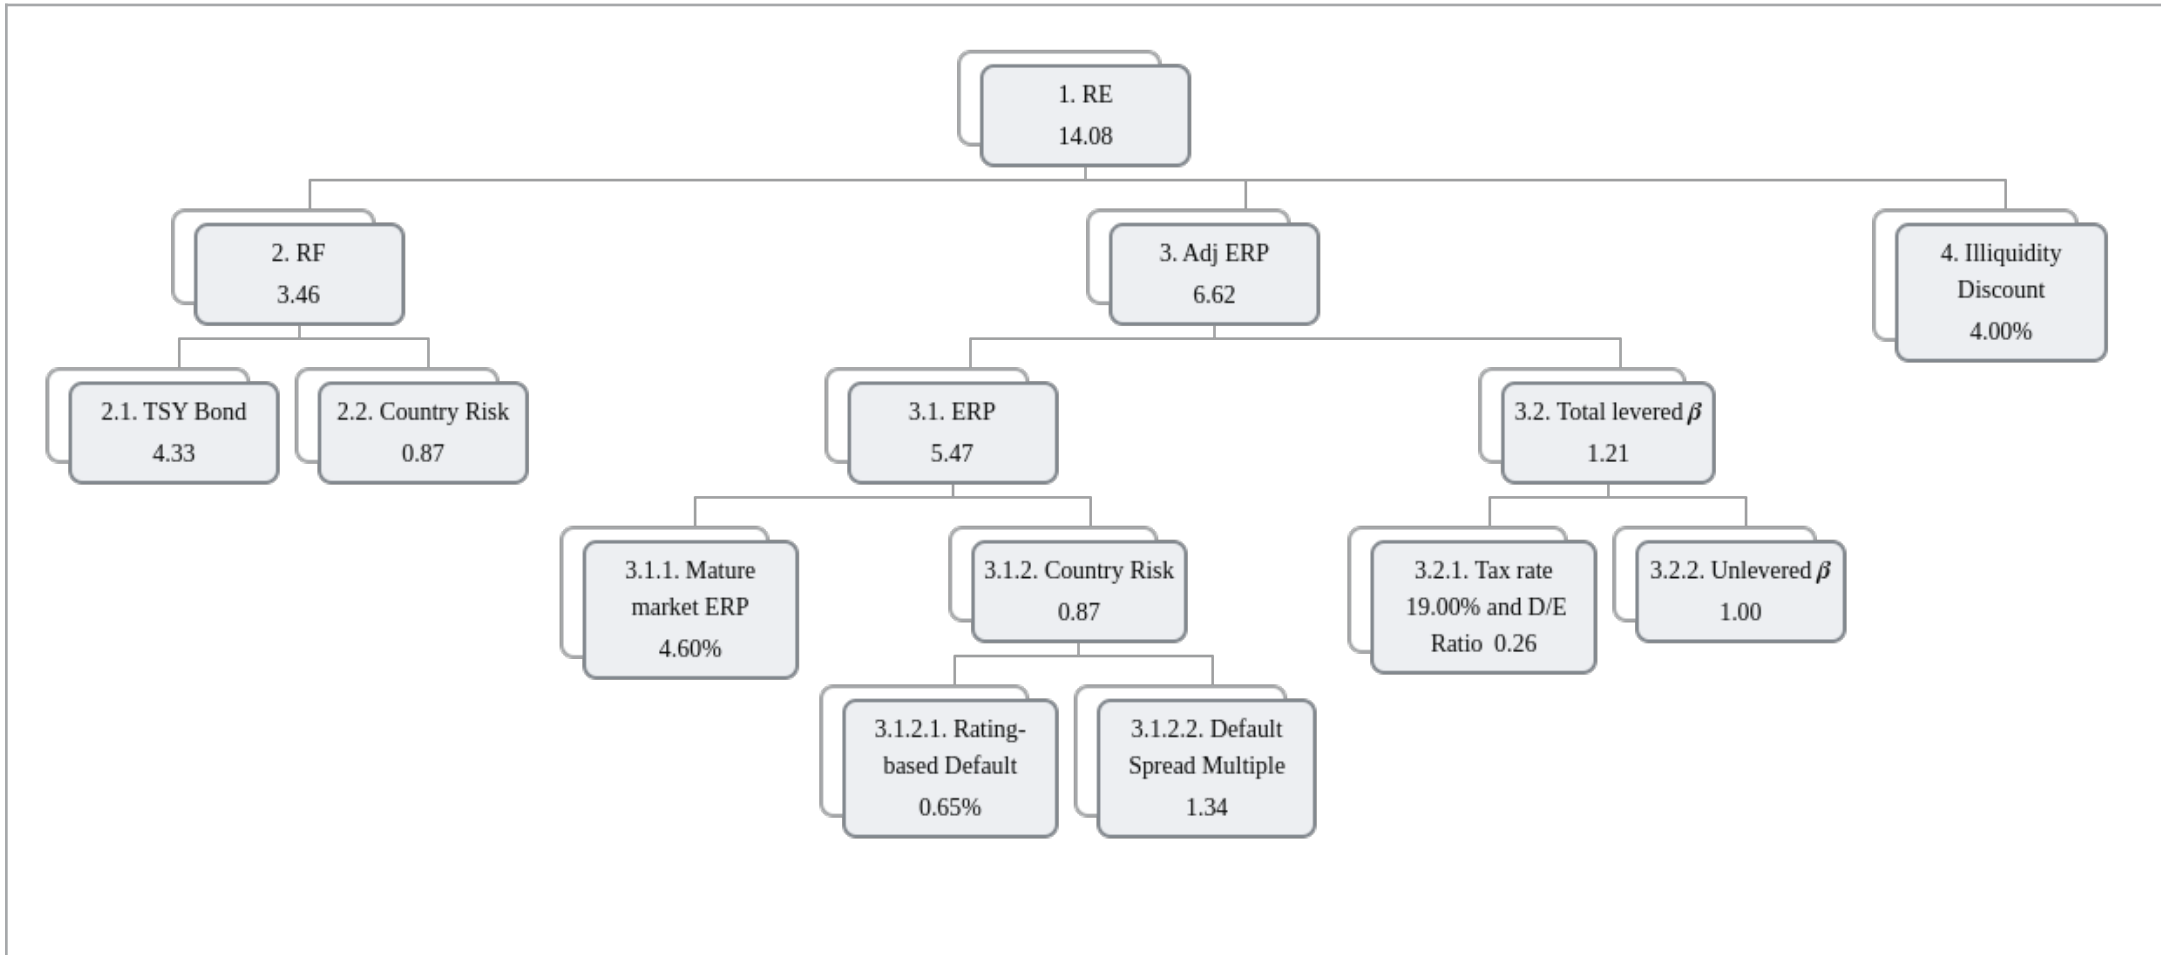 1. RE
14.08
2. RF
3.46
3. Adj ERP
6.62
4. Illiquidity
Discount
4.00%
2.1. TSY Bond
4.33
2.2. Country Risk
0.87
3.1. ERP
5.47
3.2. Total levered β
1.21
3.1.1. Mature
market ERP
4.60%
3.1.2. Country Risk
0.87
3.2.1. Tax rate
19.00% and D/E
Ratio 0.26
3.2.2. Unlevered β
1.00
3.1.2.1. Rating-
based Default
0.65%
3.1.2.2. Default
Spread Multiple
1.34